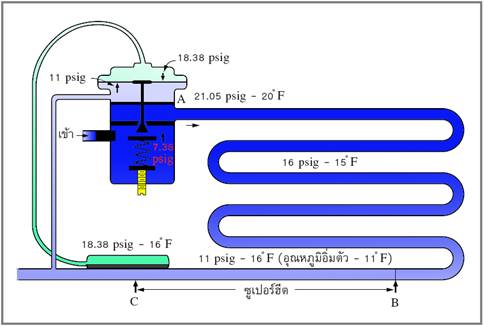 18.38 psig
11 psig
A
21.05 psig - 20°F
เข้า
7.38
psig
16 psig - 15°F
18.38 psig - 16°F
11 psig - 16°F (อุณหภูมิอิ่มตัว - 11°F)
C
ซูเปอร์ฮีต
B